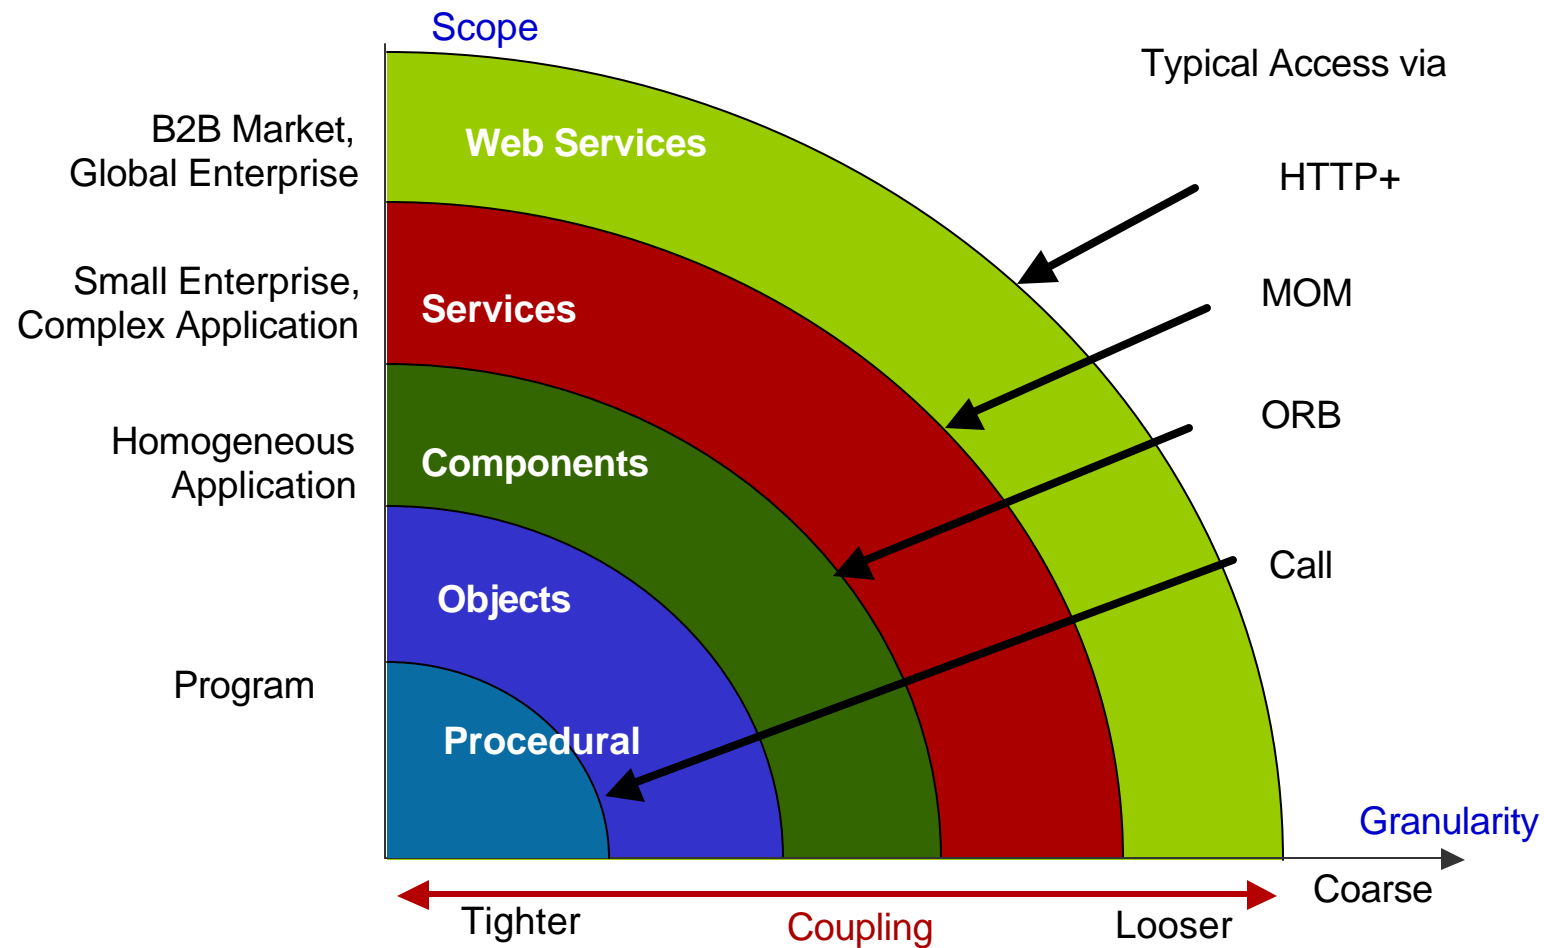 Scope
Typical Access via
B2B Market,
Global Enterprise
Web Services
HTTP+
Small Enterprise,
Complex Application
Services
MOM
Homogeneous
Application
Components
ORB
Objects
Call
Program
Procedural
Granularity
Coarse
Tighter
Coupling
Looser